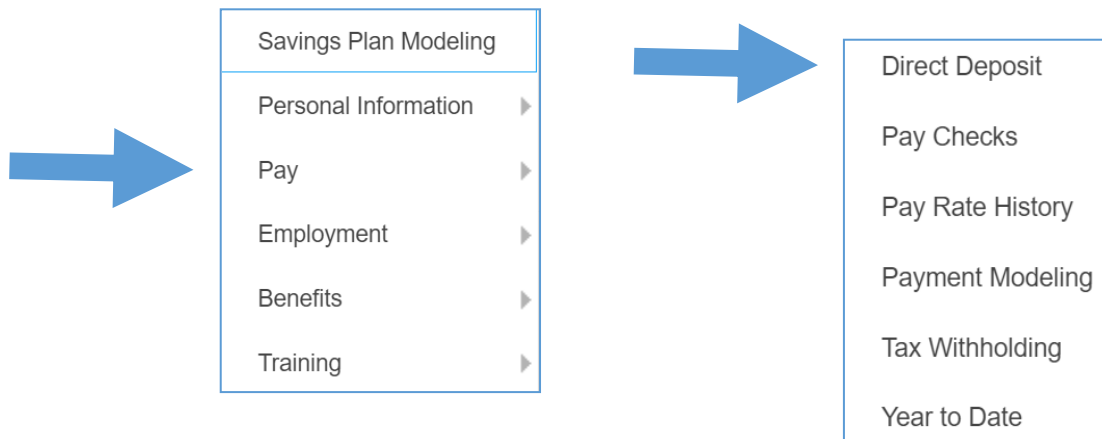 Savings Plan Modeling
Personal Information
Pay
Employment
Benefits
Training
Direct Deposit
Pay Checks
Pay Rate History
Payment Modeling
Tax Withholding
Year to Date